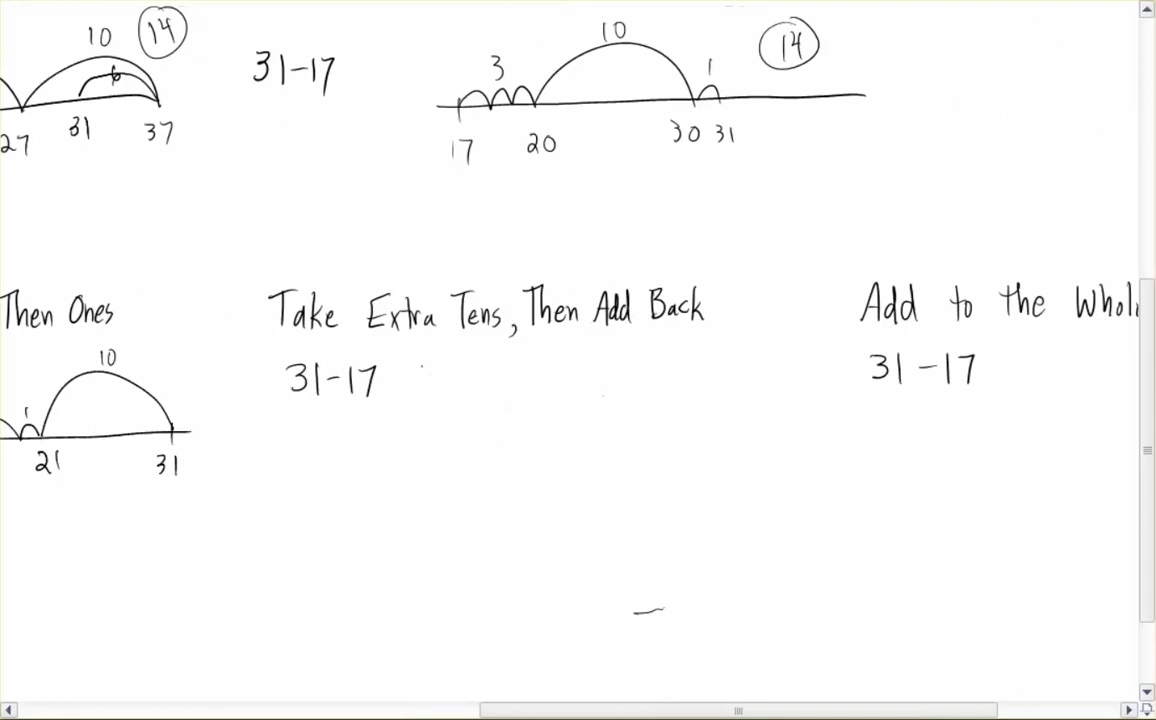 10 14
31-17
6
27 31 37
10
3 1 14
17 20 30 31
Then Ones
Take Extra Tens, Then Add Back
Add to the Whol
10
31-17
31-17
1
21 31